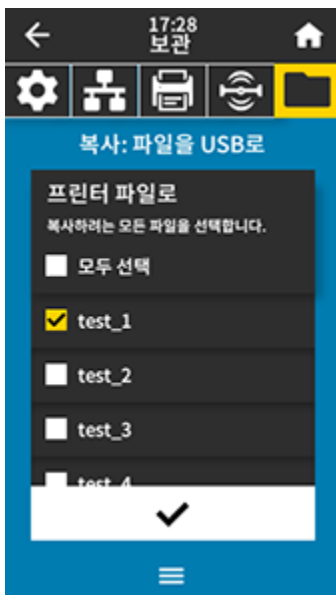 17:28
보관
복사: 파일을 USB로
프린터 파일로
복사하려는 모든 파일을 선택합니다.
모두 선택
test_1
test_2
test_3
test_4